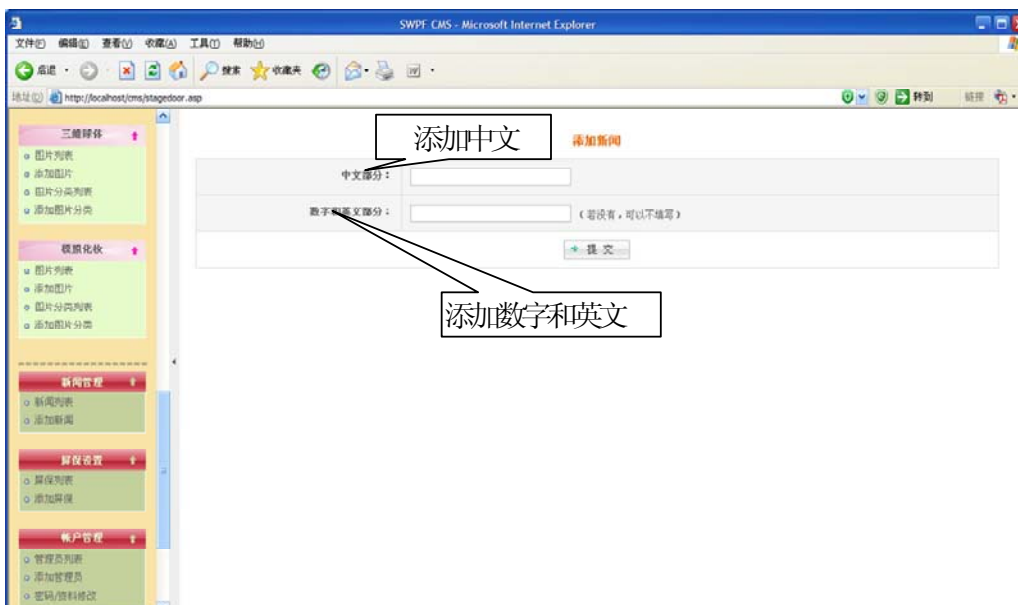 SWPF CMS - Microsoft Internet Explorer
文件(F) 编辑(E) 查看(V) 收藏(A) 工具(T) 帮助(H)
后退 搜索 收藏夹
地址(D) http://localhost/cms/stagedoor.asp 转到 链接
三维球体
图片列表
添加图片
图片分类列表
添加图片分类
模拟化妆
图片列表
添加图片
图片分类列表
添加图片分类
新闻管理
新闻列表
添加新闻
屏保设置
屏保列表
添加屏保
帐户管理
管理员列表
添加管理员
密码/资料修改
添加中文
添加新闻
中文部分：
数字和英文部分：
（若没有，可以不填写）
提 交
添加数字和英文